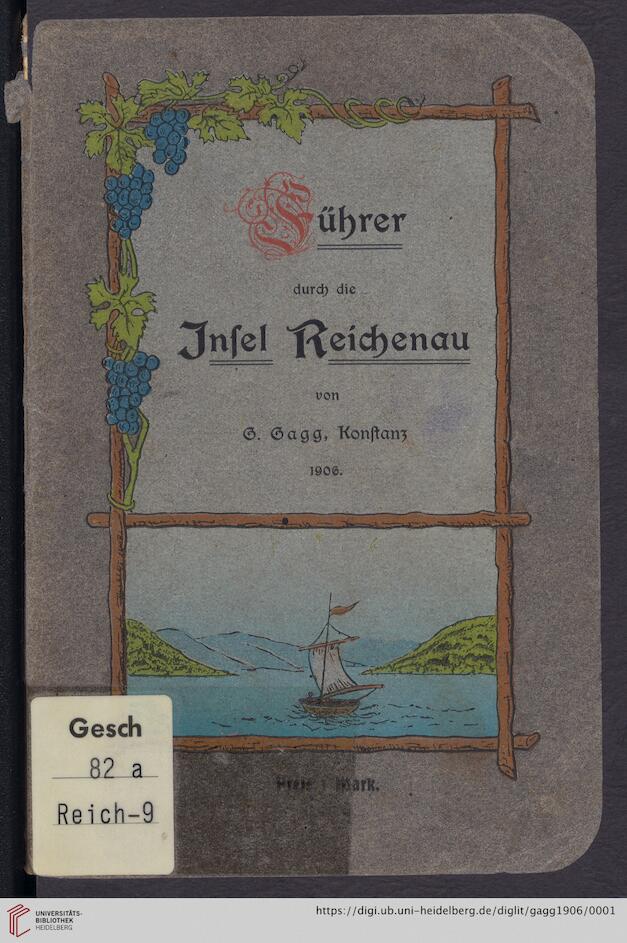 Führer
durch die
Inſel Reichenau
von
G. Gagg, Konſtanz
1906.
Preis 1 Mark.
Gesch
82 a
Reich-9
UNIVERSITÄTS-
BIBLIOTHEK
HEIDELBERG
https://digi.ub.uni-heidelberg.de/diglit/gagg1906/0001